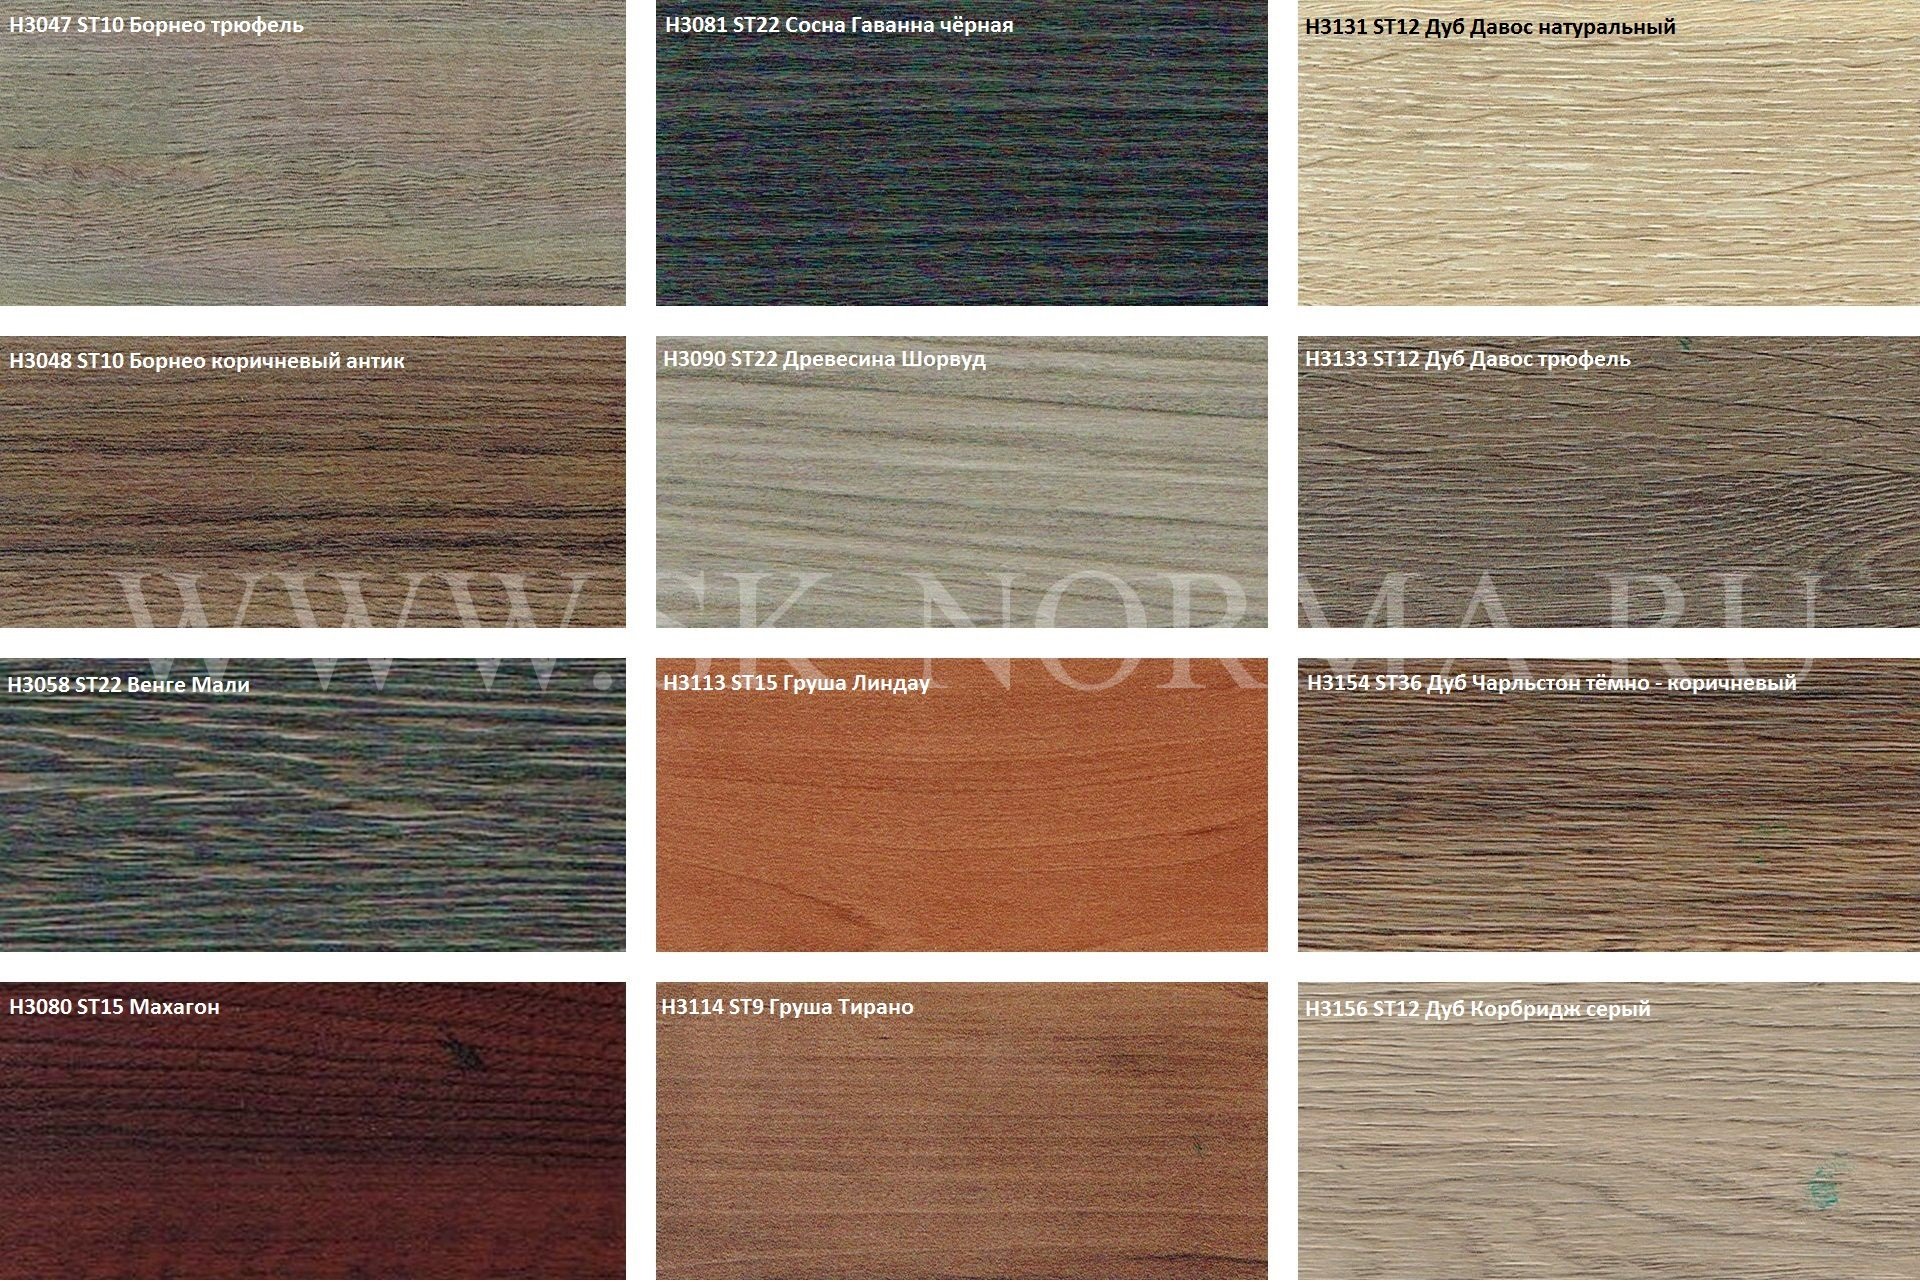 H3047 ST10 Борнео трюфель
H3081 ST22 Сосна Гаванна чёрная
H3131 ST12 Дуб Давос натуральный
H3048 ST10 Борнео коричневый антик
H3090 ST22 Древесина Шорвуд
H3133 ST12 Дуб Давос трюфель
WWW.SK-NORMA.RU
H3058 ST22 Венге Мали
H3113 ST15 Груша Линдау
H3154 ST36 Дуб Чарльстон тёмно - коричневый
H3080 ST15 Махагон
H3114 ST9 Груша Тирано
H3156 ST12 Дуб Корбридж серый